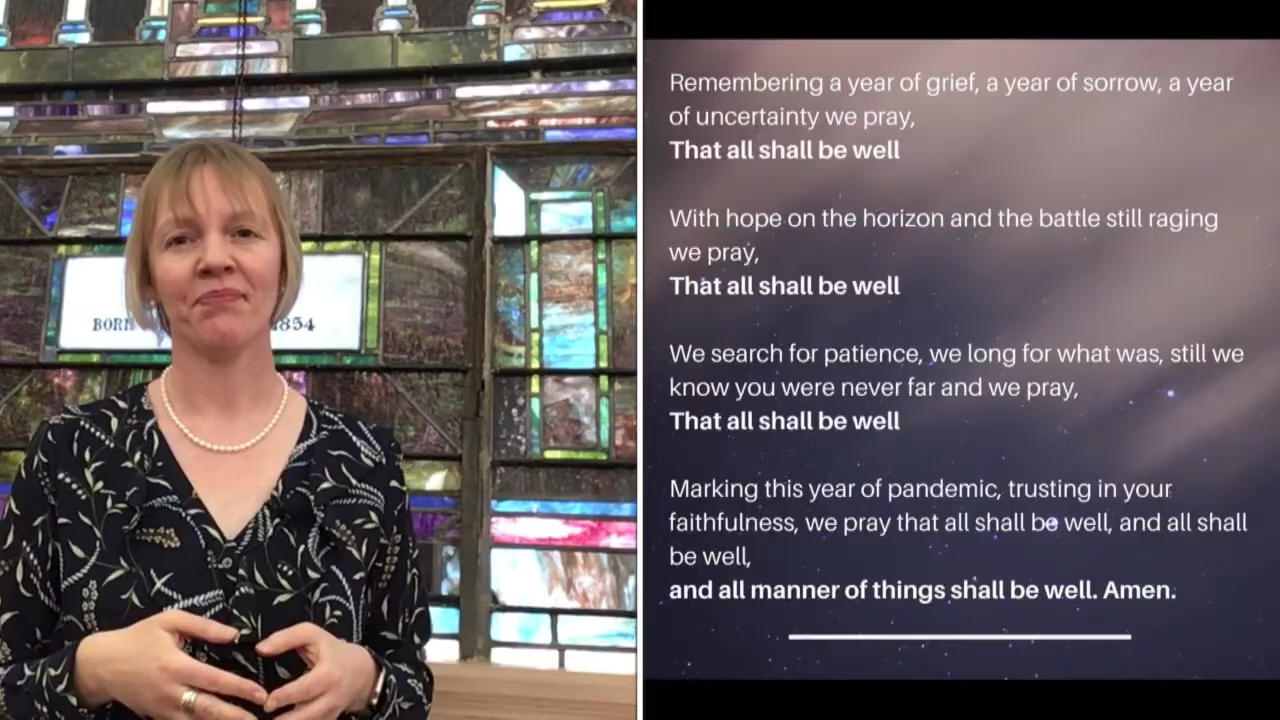 BORN
1854
Remembering a year of grief, a year of sorrow, a year
of uncertainty we pray,
That all shall be well
With hope on the horizon and the battle still raging
we pray,
That all shall be well
We search for patience, we long for what was, still we
know you were never far and we pray,
That all shall be well
Marking this year of pandemic, trusting in your
faithfulness, we pray that all shall be well, and all shall
be well,
and all manner of things shall be well. Amen.